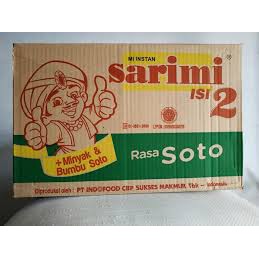 MI INSTAN
Sarimi
ISI 2
+Minyak &
Bumbu Soto
Rasa Soto
Diproduksi oleh : PT INDOFOOD CBP SUKSES MAKMUR Tbk - Indonesia